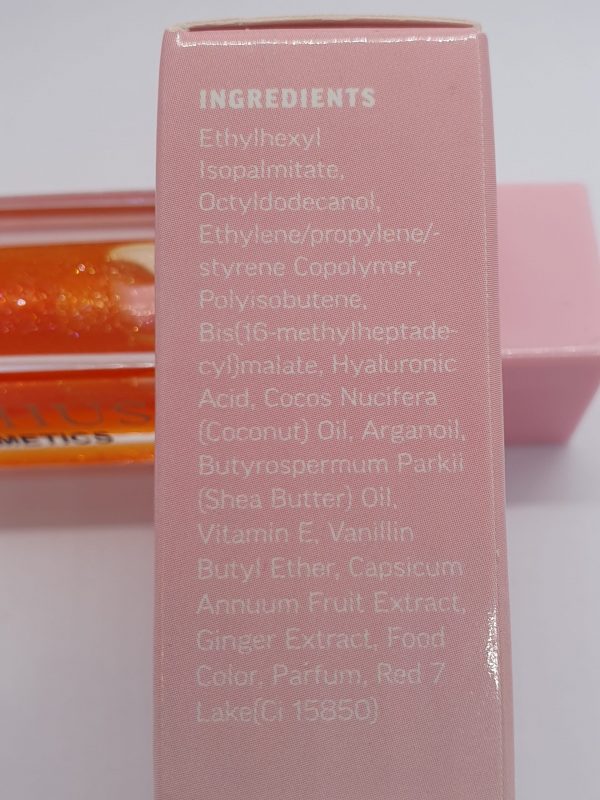 INGREDIENTS
Ethylhexyl
Isopalmitate,
Octyldodecanol,
Ethylene/propylene/-
styrene Copolymer,
Polyisobutene,
Bis(16-methylheptade-
cyl)malate, Hyaluronic
Acid, Cocos Nucifera
(Coconut) Oil, Arganoil,
Butyrospermum Parkii
(Shea Butter) Oil,
Vitamin E, Vanillin
Butyl Ether, Capsicum
Annuum Fruit Extract,
Ginger Extract, Food
Color, Parfum, Red 7
Lake(Ci 15850)